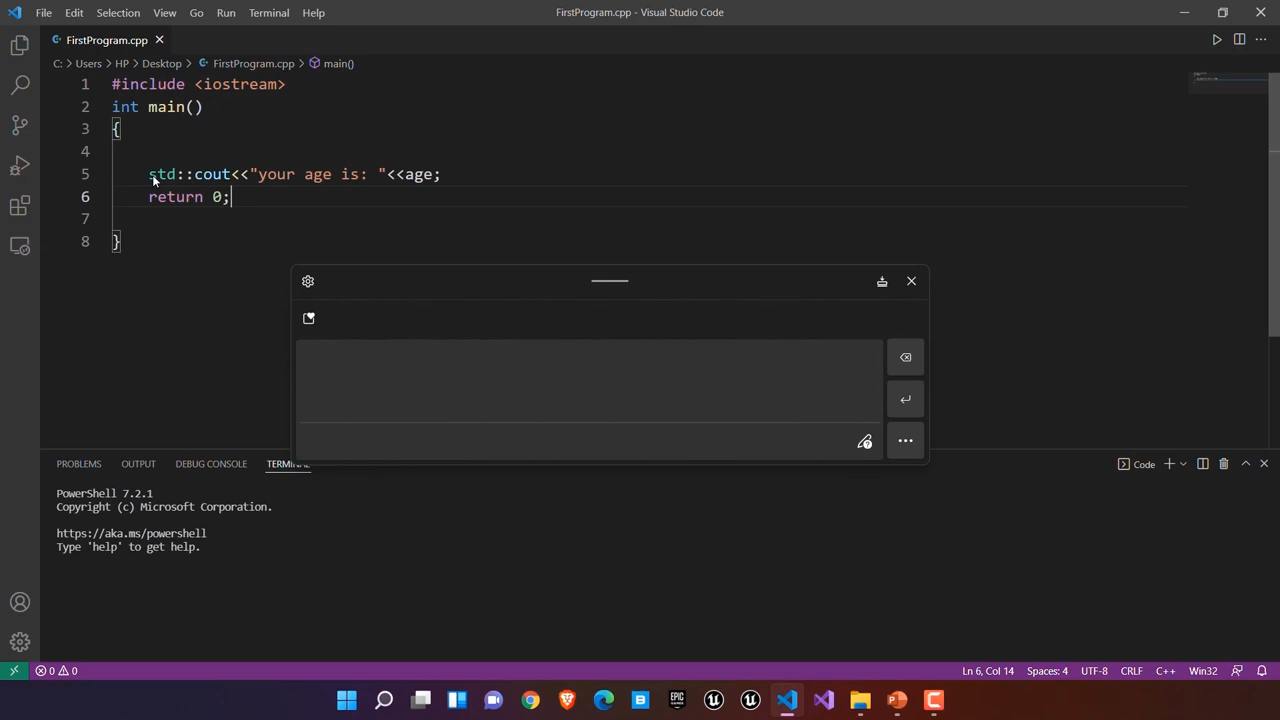 File Edit Selection View Go Run Terminal Help FirstProgram.cpp - Visual Studio Code
FirstProgram.cpp
C: > Users > HP > Desktop > FirstProgram.cpp > main()
1 #include <iostream>
2 int main()
3 {
4
5 std::cout<<"your age is: "<<age;
6 return 0;
7
8 }
PROBLEMS OUTPUT DEBUG CONSOLE TERMINAL Code
PowerShell 7.2.1
Copyright (c) Microsoft Corporation.
https://aka.ms/powershell
Type 'help' to get help.
0 0 Ln 6, Col 14 Spaces: 4 UTF-8 CRLF C++ Win32
EPIC GAMES